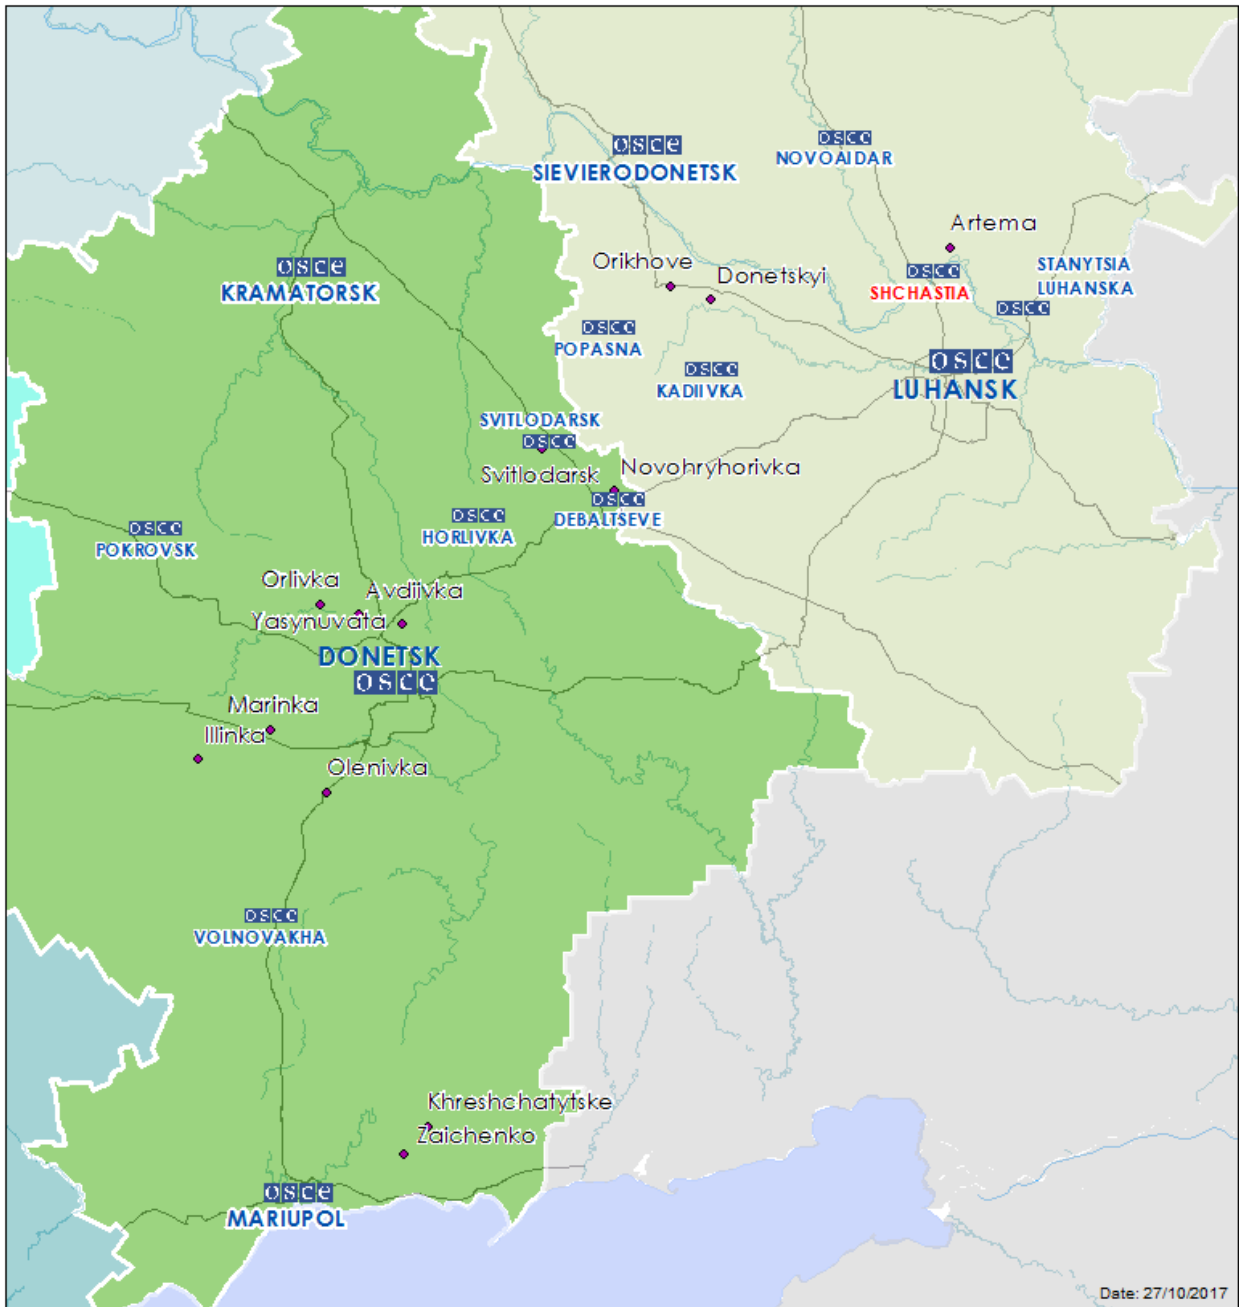 osce
SIEVIERODONETSK
osce
NOVOAIDAR
Artema
osce
SHCHASTIA
STANYTSIA
LUHANSKA
osce
Orikhove
Donetskyi
osce
KRAMATORSK
osce
POPASNA
osce
KADIIVKA
osce
LUHANSK
SVITLODARSK
osce
Svitlodarsk
Novohryhorivka
osce
DEBALTSEVE
osce
HORLIVKA
osce
POKROVSK
Orlivka
Avdiivka
Yasynuvata
DONETSK
osce
Marinka
Illinka
Olenivka
osce
VOLNOVAKHA
Khreshchatytske
Zaichenko
osce
MARIUPOL
Date: 27/10/2017